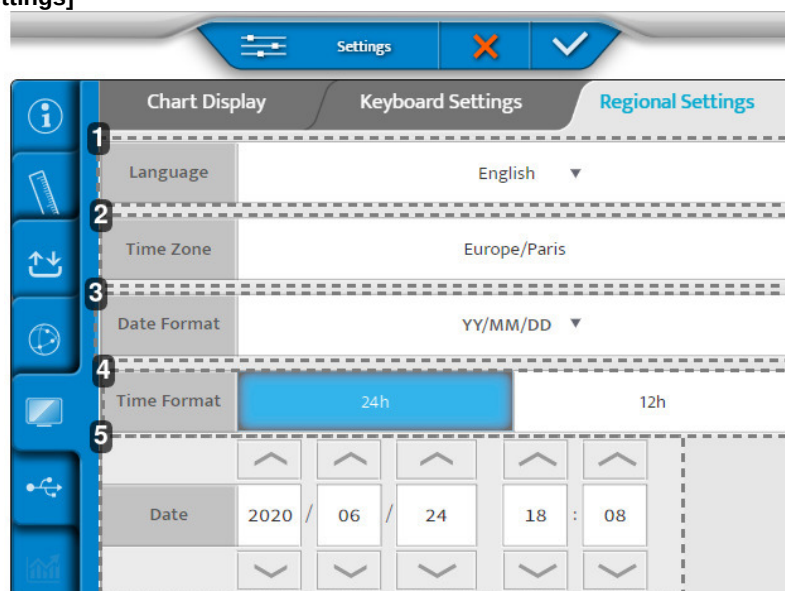 ttings]
Settings
Chart Display Keyboard Settings Regional Settings
1
Language English ▼
2
Time Zone Europe/Paris
3
Date Format YY/MM/DD ▼
4
Time Format 24h 12h
5
Date 2020 / 06 / 24 18 : 08